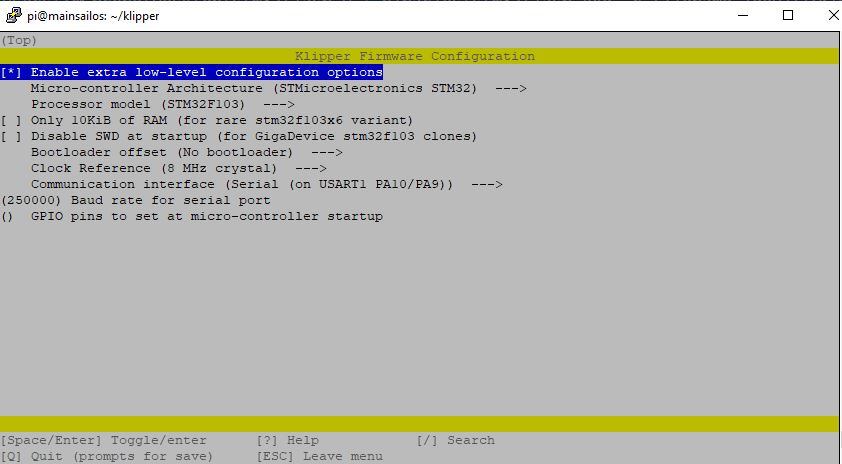 pi@mainsailos: ~/klipper
(Top)
Klipper Firmware Configuration
[*] Enable extra low-level configuration options
Micro-controller Architecture (STMicroelectronics STM32)  --->
Processor model (STM32F103)  --->
[ ] Only 10KiB of RAM (for rare stm32f103x6 variant)
[ ] Disable SWD at startup (for GigaDevice stm32f103 clones)
Bootloader offset (No bootloader)  --->
Clock Reference (8 MHz crystal)  --->
Communication interface (Serial (on USART1 PA10/PA9))  --->
(250000) Baud rate for serial port
()  GPIO pins to set at micro-controller startup
[Space/Enter] Toggle/enter      [?] Help      [/] Search
[Q] Quit (prompts for save)      [ESC] Leave menu